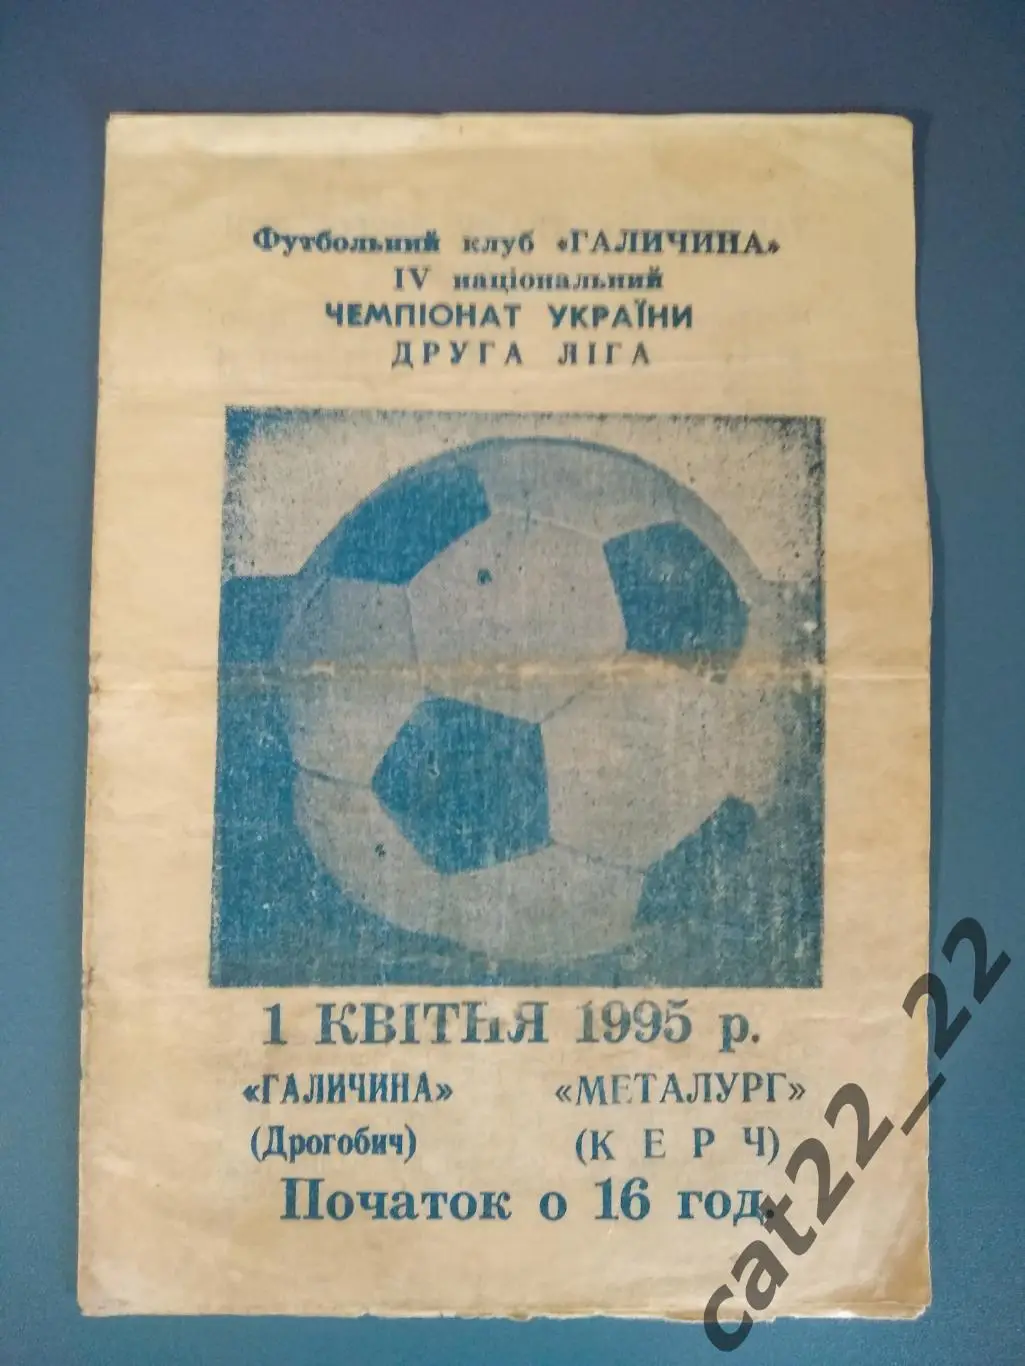 Футбольний клуб «ГАЛИЧИНА»
IV національний
ЧЕМПІОНАТ УКРАЇНИ
ДРУГА ЛІГА
1 КВІТНЯ 1995 р.
«ГАЛИЧИНА» «МЕТАЛУРГ»
(Дрогобич) (КЕРЧ)
Початок о 16 год.
cat22_22